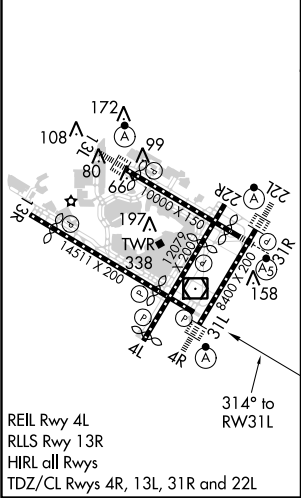 172
108
13L
99
80
A
P
66
10000 X 150
22R
A
22L
13R
P
197
TWR
338
12079
X 200
14511 X 200
P
8400 X 200
P
31R
A5
158
P
P
4L
4R
31L
A
314° to
RW31L
REIL Rwy 4L
RLLS Rwy 13R
HIRL all Rwys
TDZ/CL Rwys 4R, 13L, 31R and 22L